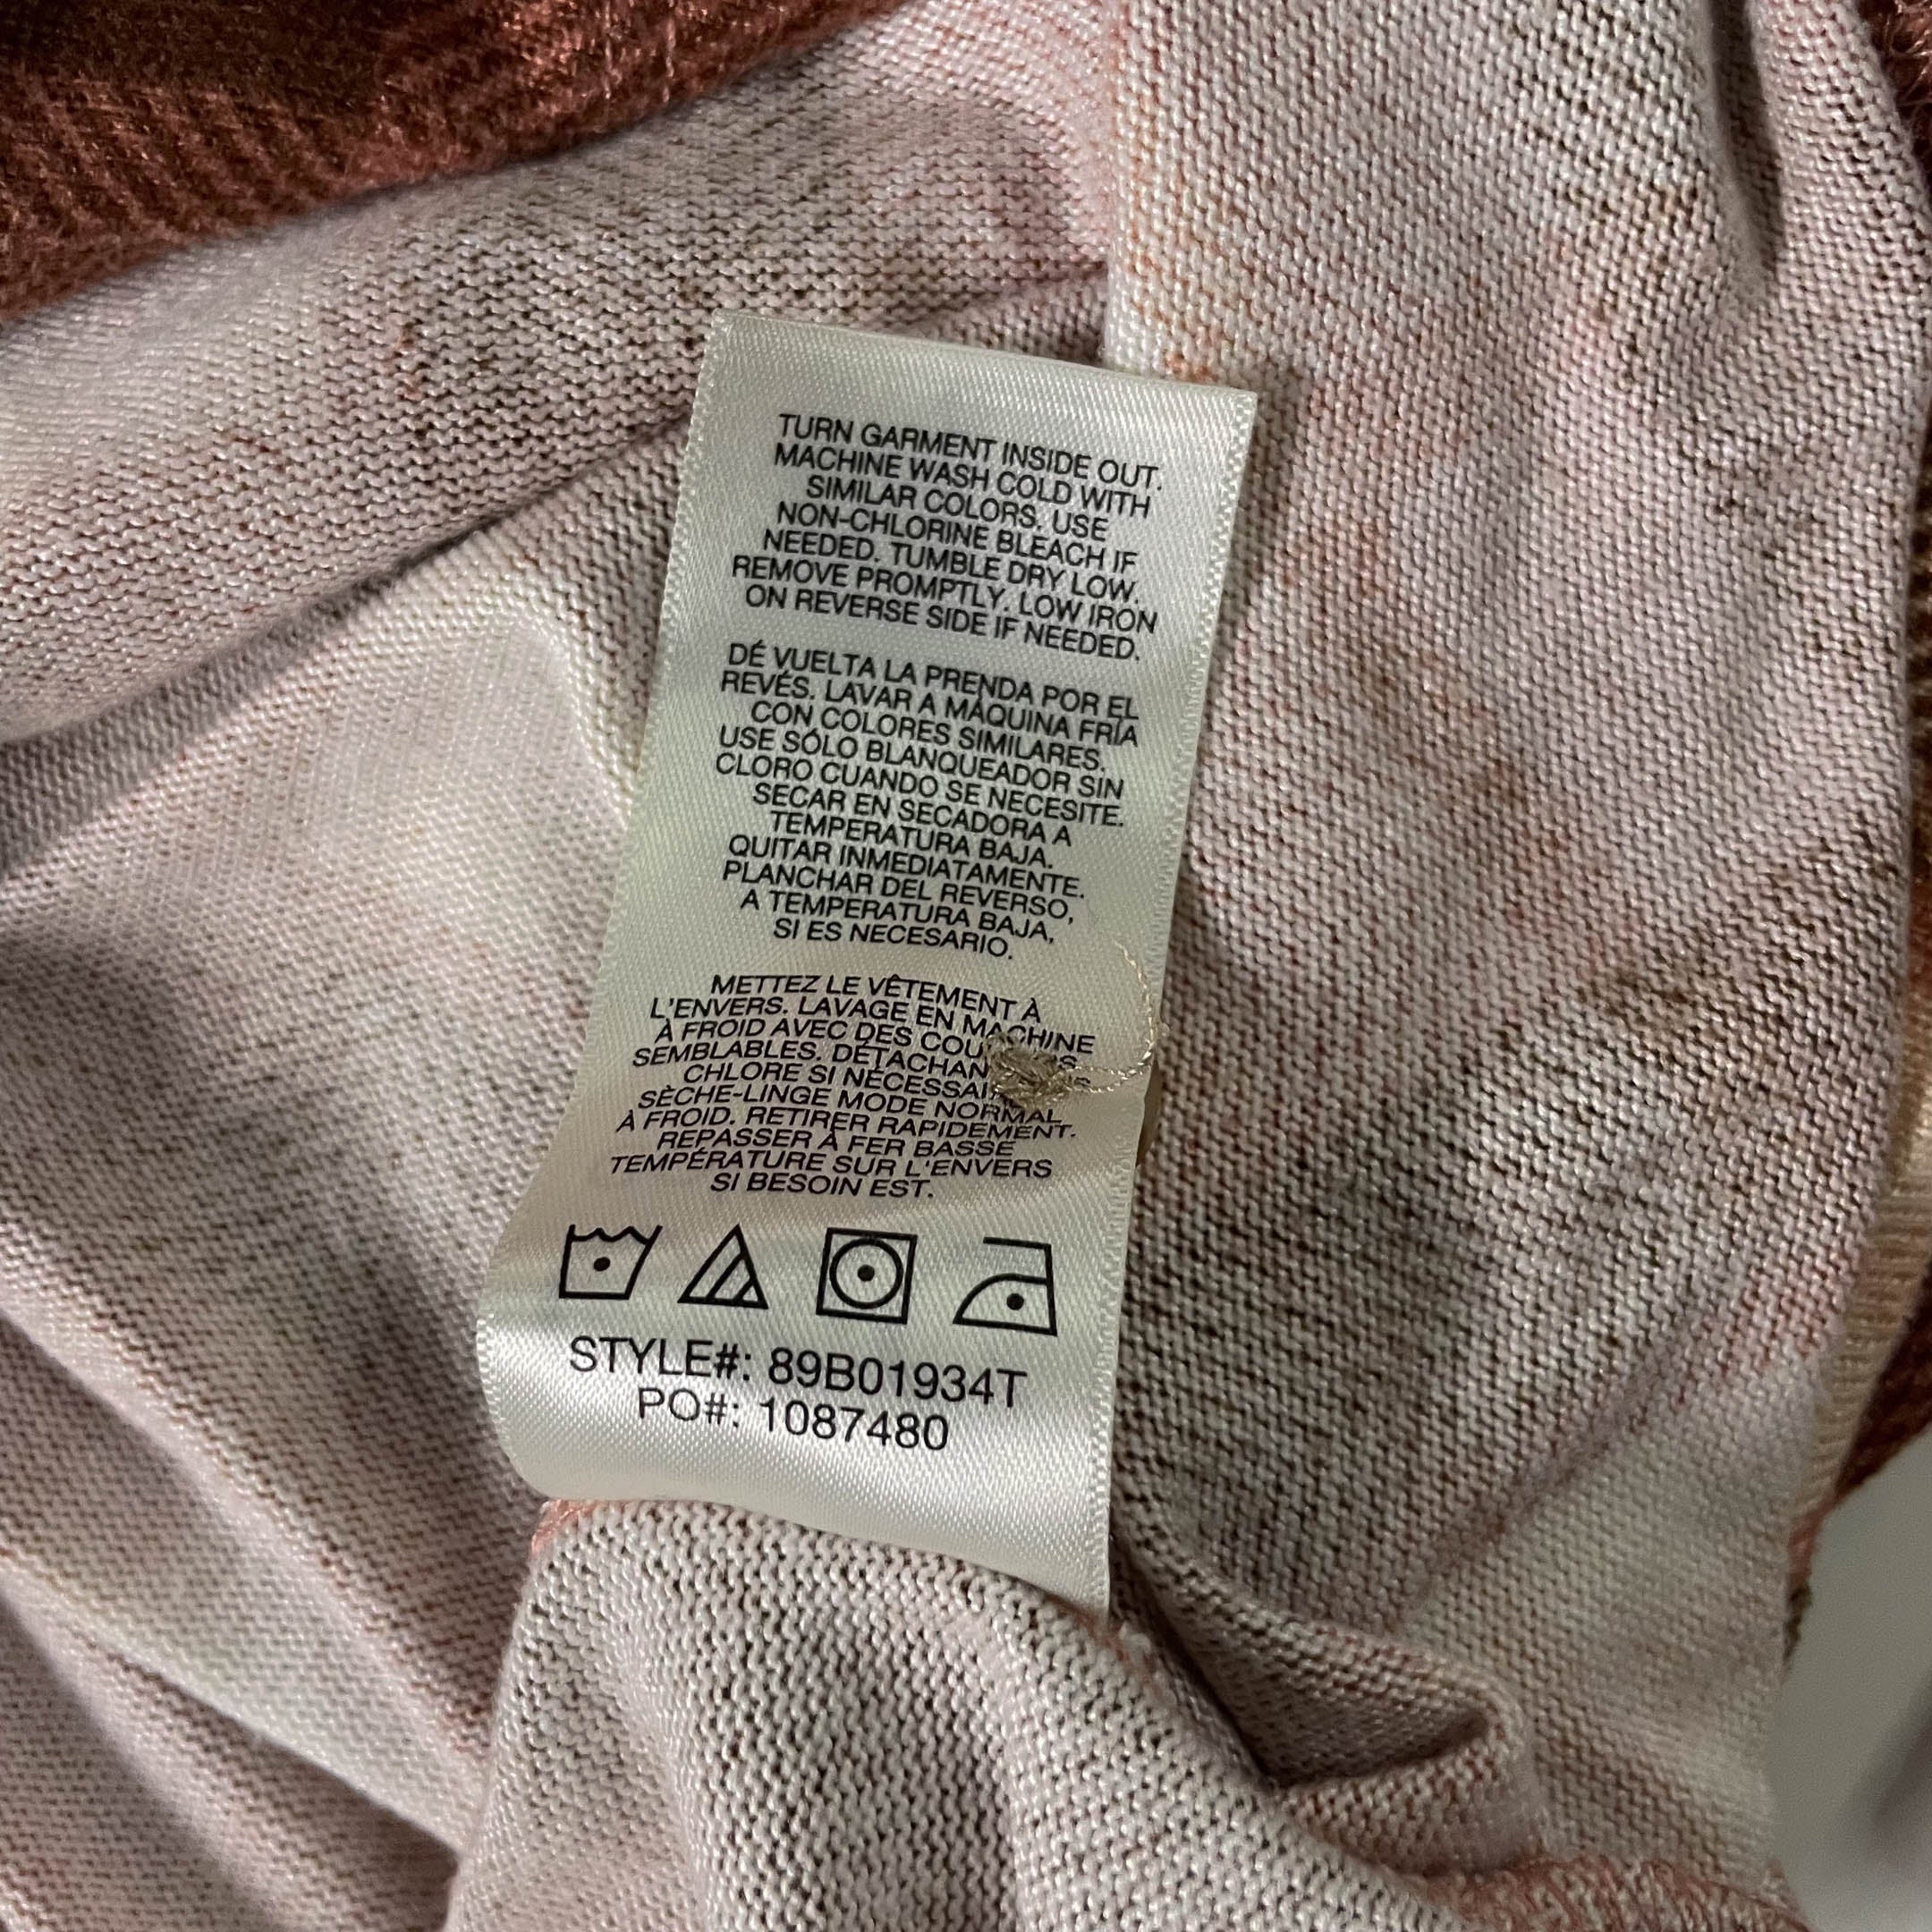 TURN GARMENT INSIDE OUT.
MACHINE WASH COLD WITH
SIMILAR COLORS. USE
NON-CHLORINE BLEACH IF
NEEDED. TUMBLE DRY LOW.
REMOVE PROMPTLY. LOW IRON
ON REVERSE SIDE IF NEEDED.
DÉ VUELTA LA PRENDA POR EL
REVÉS. LAVAR A MÁQUINA FRÍA
CON COLORES SIMILARES.
USE SÓLO BLANQUEADOR SIN
CLORO CUANDO SE NECESITE.
SECAR EN SECADORA A
TEMPERATURA BAJA.
QUITAR INMEDIATAMENTE.
PLANCHAR DEL REVERSO,
A TEMPERATURA BAJA,
SI ES NECESARIO.
METTEZ LE VÊTEMENT À
L'ENVERS. LAVAGE EN MACHINE
À FROID AVEC DES
SEMBLABLES.
CHLORE SI
SÈCHE-LINGE MODE NORMAL
À FROID. RETIRER RAPIDEMENT.
REPASSER À FER BASSE
TEMPÉRATURE SUR L'ENVERS
SI BESOIN EST.
STYLE#: 89B01934T
PO#: 1087480